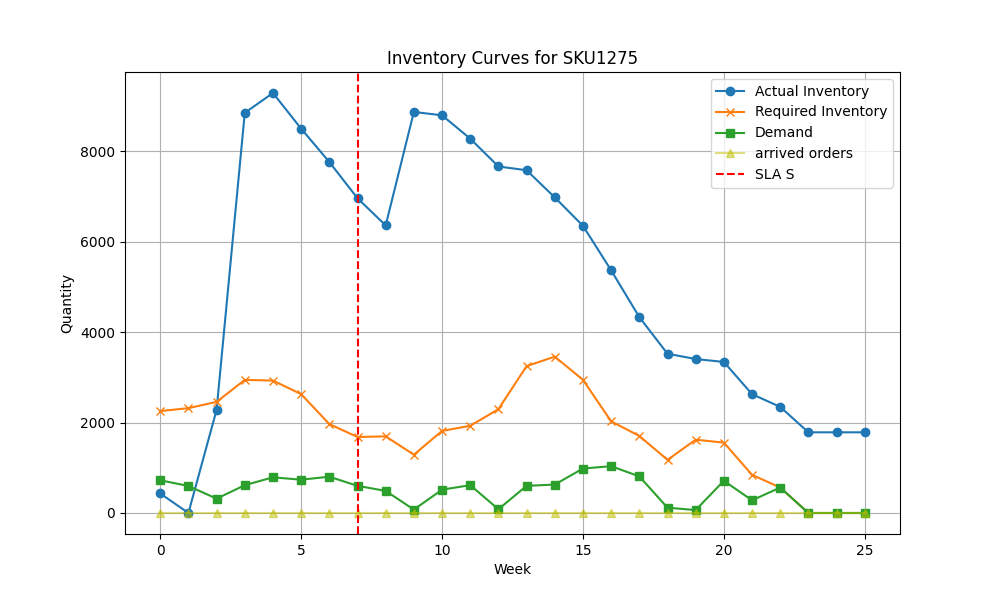 Inventory Curves for SKU1275
Actual Inventory
Required Inventory
Demand
arrived orders
SLA S
Quantity
8000
6000
4000
2000
0
0 5 10 15 20 25
Week